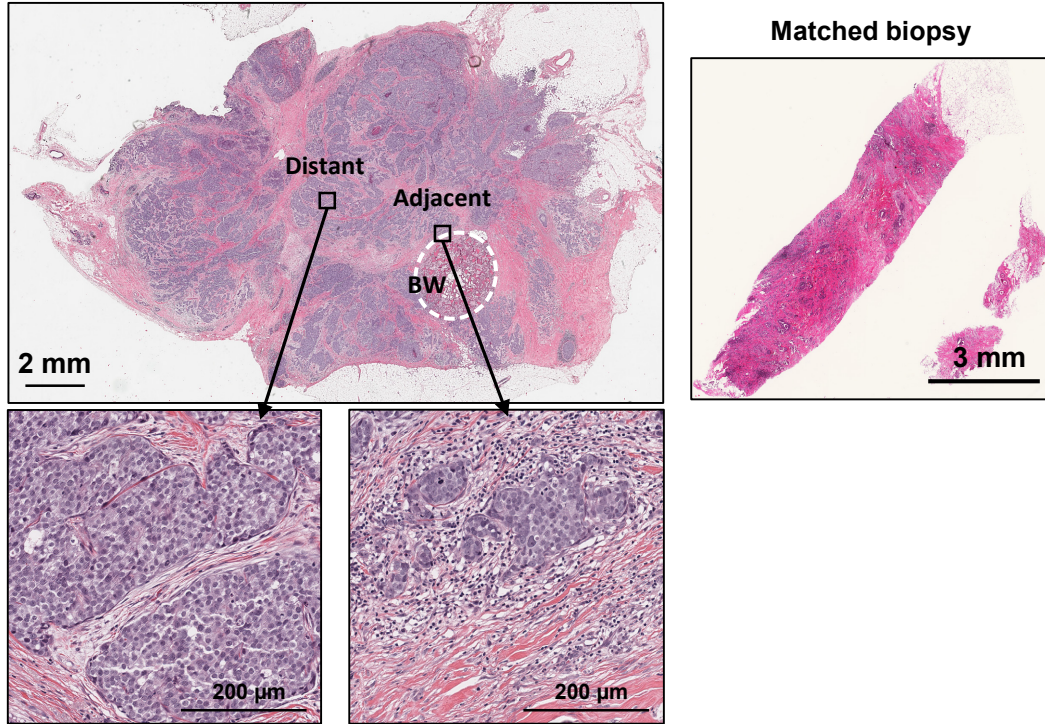 Matched biopsy
Distant
Adjacent
BW
2 mm
3 mm
200 µm
200 µm